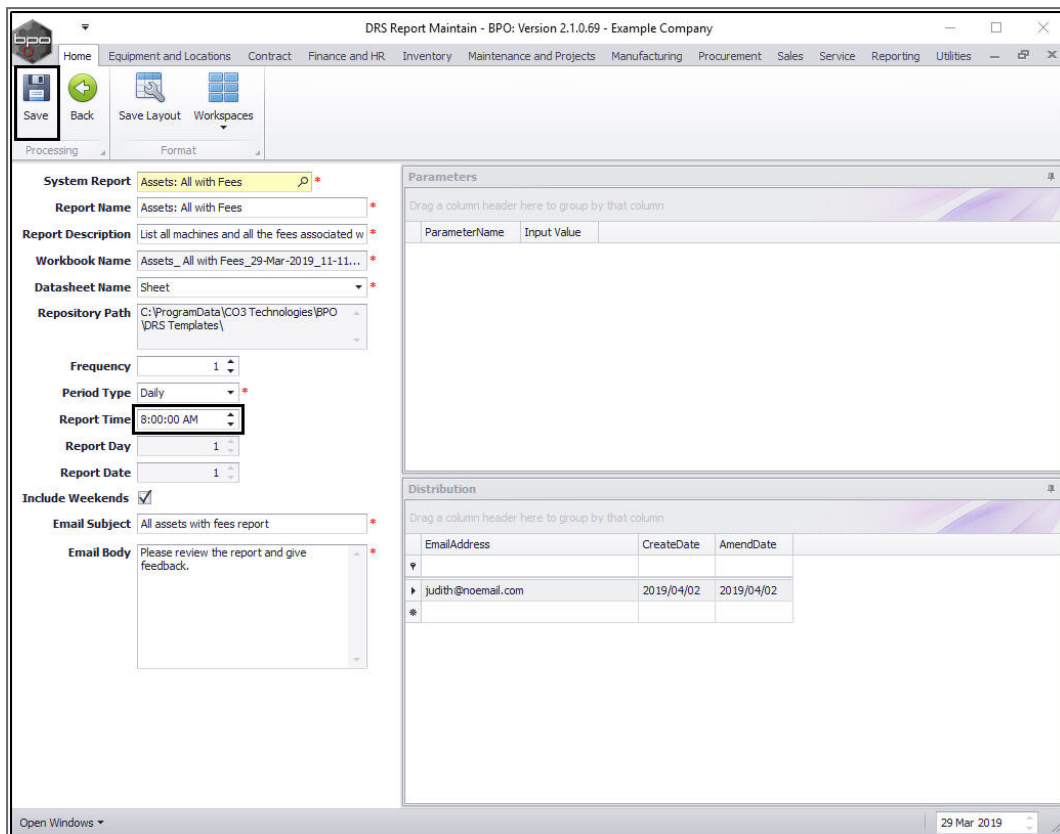 DRS Report Maintain - BPO: Version 2.1.0.69 - Example Company
bpo
Home Equipment and Locations Contract Finance and HR Inventory Maintenance and Projects Manufacturing Procurement Sales Service Reporting Utilities
Save Back Save Layout Workspaces
Processing Format
System Report Assets: All with Fees *
Report Name Assets: All with Fees *
Report Description List all machines and all the fees associated w *
Workbook Name Assets_ All with Fees_29-Mar-2019_11-11... *
Datasheet Name Sheet *
Repository Path C:\ProgramData\CO3 Technologies\BPO
\DRS Templates\
Frequency 1
Period Type Daily *
Report Time 8:00:00 AM
Report Day 1
Report Date 1
Include Weekends
Email Subject All assets with fees report *
Email Body Please review the report and give *
feedback.
Parameters
Drag a column header here to group by that column
ParameterName Input Value
Distribution
Drag a column header here to group by that column
EmailAddress CreateDate AmendDate
judith@noemail.com 2019/04/02 2019/04/02
Open Windows 29 Mar 2019